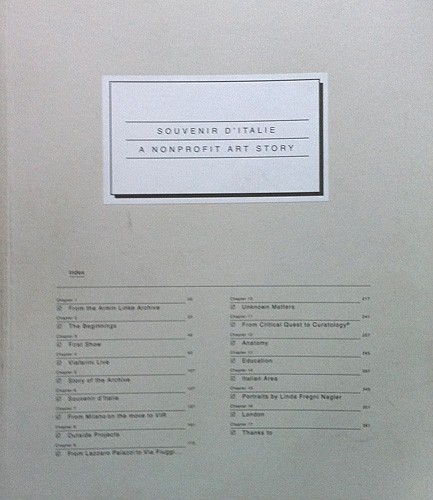 SOUVENIR D'ITALIE
A NONPROFIT ART STORY
Index
Chapter 1
From the Armin Linke Archive
Chapter 2
The Beginnings
Chapter 3
First Show
Chapter 4
Viafarini Live
Chapter 5
Story of the Archive
Chapter 6
Souvenir d'Italie
Chapter 7
From Milano on the move to VIR
Chapter 8
Outside Projects
Chapter 9
From Lazzaro Palazzi to Via Fluggi...
Chapter 10
Unknown Matters
Chapter 11
From Critical Quest to Curatology®
Chapter 12
Anatomy
Chapter 13
Education
Chapter 14
Italian Area
Chapter 15
Portraits by Linda Fregni Nagler
Chapter 16
London
Chapter 17
Thanks to